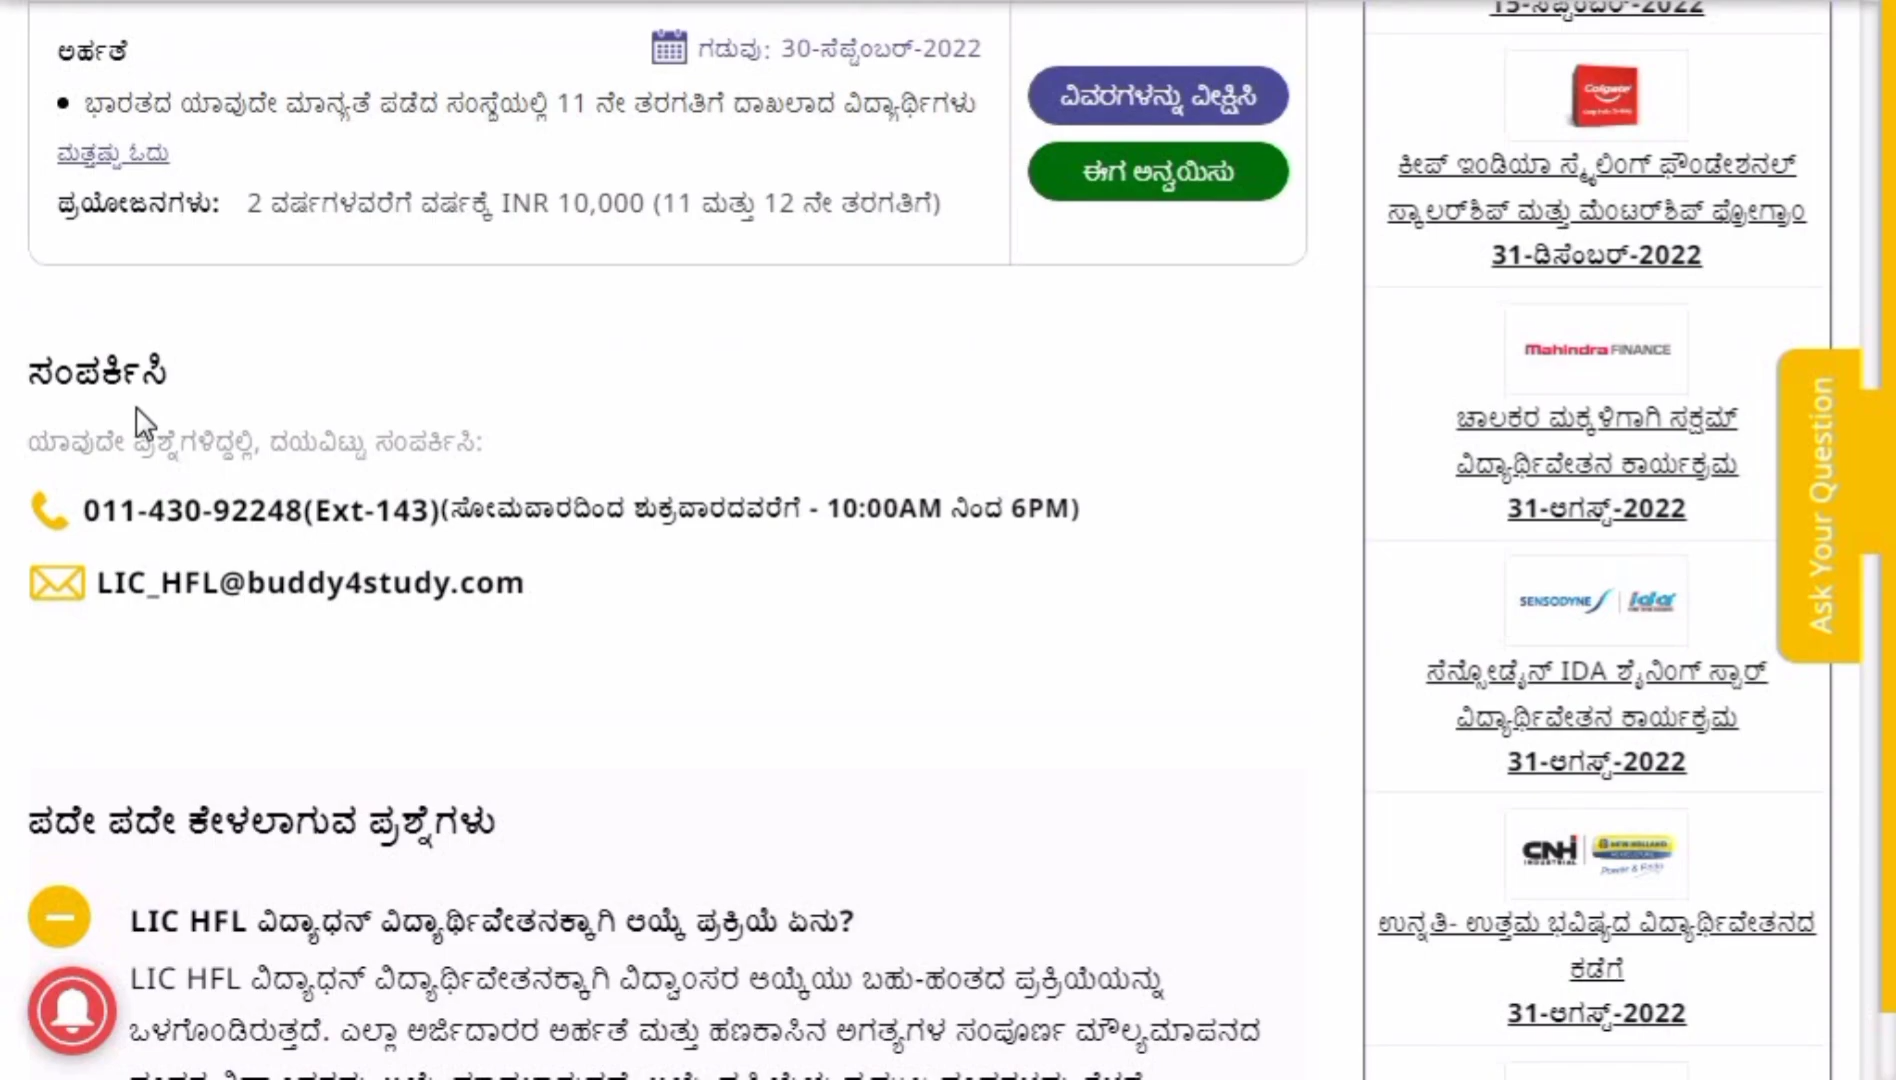 ಅರ್ಹತೆ
ಗಡುವು: 30-ಸೆಪ್ಟೆಂಬರ್-2022
• ಭಾರತದ ಯಾವುದೇ ಮಾನ್ಯತೆ ಪಡೆದ ಸಂಸ್ಥೆಯಲ್ಲಿ 11 ನೇ ತರಗತಿಗೆ ದಾಖಲಾದ ವಿದ್ಯಾರ್ಥಿಗಳು
ಮತ್ತಷ್ಟು ಓದು
ಪ್ರಯೋಜನಗಳು: 2 ವರ್ಷಗಳವರೆಗೆ ವರ್ಷಕ್ಕೆ INR 10,000 (11 ಮತ್ತು 12 ನೇ ತರಗತಿಗೆ)
ವಿವರಗಳನ್ನು ವೀಕ್ಷಿಸಿ
ಈಗ ಅನ್ವಯಿಸು
ಸಂಪರ್ಕಿಸಿ
ಯಾವುದೇ ಪ್ರಶ್ನೆಗಳಿದ್ದಲ್ಲಿ, ದಯವಿಟ್ಟು ಸಂಪರ್ಕಿಸಿ:
011-430-92248(Ext-143)(ಸೋಮವಾರದಿಂದ ಶುಕ್ರವಾರದವರೆಗೆ - 10:00AM ನಿಂದ 6PM)
LIC_HFL@buddy4study.com
ಪದೇ ಪದೇ ಕೇಳಲಾಗುವ ಪ್ರಶ್ನೆಗಳು
LIC HFL ವಿದ್ಯಾಧನ್ ವಿದ್ಯಾರ್ಥಿವೇತನಕ್ಕಾಗಿ ಆಯ್ಕೆ ಪ್ರಕ್ರಿಯೆ ಏನು?
LIC HFL ವಿದ್ಯಾಧನ್ ವಿದ್ಯಾರ್ಥಿವೇತನಕ್ಕಾಗಿ ವಿದ್ವಾಂಸರ ಆಯ್ಕೆಯು ಬಹು-ಹಂತದ ಪ್ರಕ್ರಿಯೆಯನ್ನು
ಒಳಗೊಂಡಿರುತ್ತದೆ. ಎಲ್ಲಾ ಅರ್ಜಿದಾರರ ಅರ್ಹತೆ ಮತ್ತು ಹಣಕಾಸಿನ ಅಗತ್ಯಗಳ ಸಂಪೂರ್ಣ ಮೌಲ್ಯಮಾಪನದ
15-ಸೆಪ್ಟೆಂಬರ್-2022
Colgate
ಕೀಪ್ ಇಂಡಿಯಾ ಸ್ಮೈಲಿಂಗ್ ಫೌಂಡೇಶನಲ್
ಸ್ಕಾಲರ್‌ಶಿಪ್ ಮತ್ತು ಮೆಂಟರ್‌ಶಿಪ್ ಪ್ರೋಗ್ರಾಂ
31-ಡಿಸೆಂಬರ್-2022
Mahindra FINANCE
ಚಾಲಕರ ಮಕ್ಕಳಿಗಾಗಿ ಸಕ್ಷಮ್
ವಿದ್ಯಾರ್ಥಿವೇತನ ಕಾರ್ಯಕ್ರಮ
31-ಆಗಸ್ಟ್-2022
SENSODYNE
ಸೆನ್ಸೋಡೈನ್ IDA ಶೈನಿಂಗ್ ಸ್ಟಾರ್
ವಿದ್ಯಾರ್ಥಿವೇತನ ಕಾರ್ಯಕ್ರಮ
31-ಆಗಸ್ಟ್-2022
CNH INDUSTRIAL NEW HOLLAND
ಉನ್ನತಿ- ಉತ್ತಮ ಭವಿಷ್ಯದ ವಿದ್ಯಾರ್ಥಿವೇತನದ
ಕಡೆಗೆ
31-ಆಗಸ್ಟ್-2022
Ask Your Question